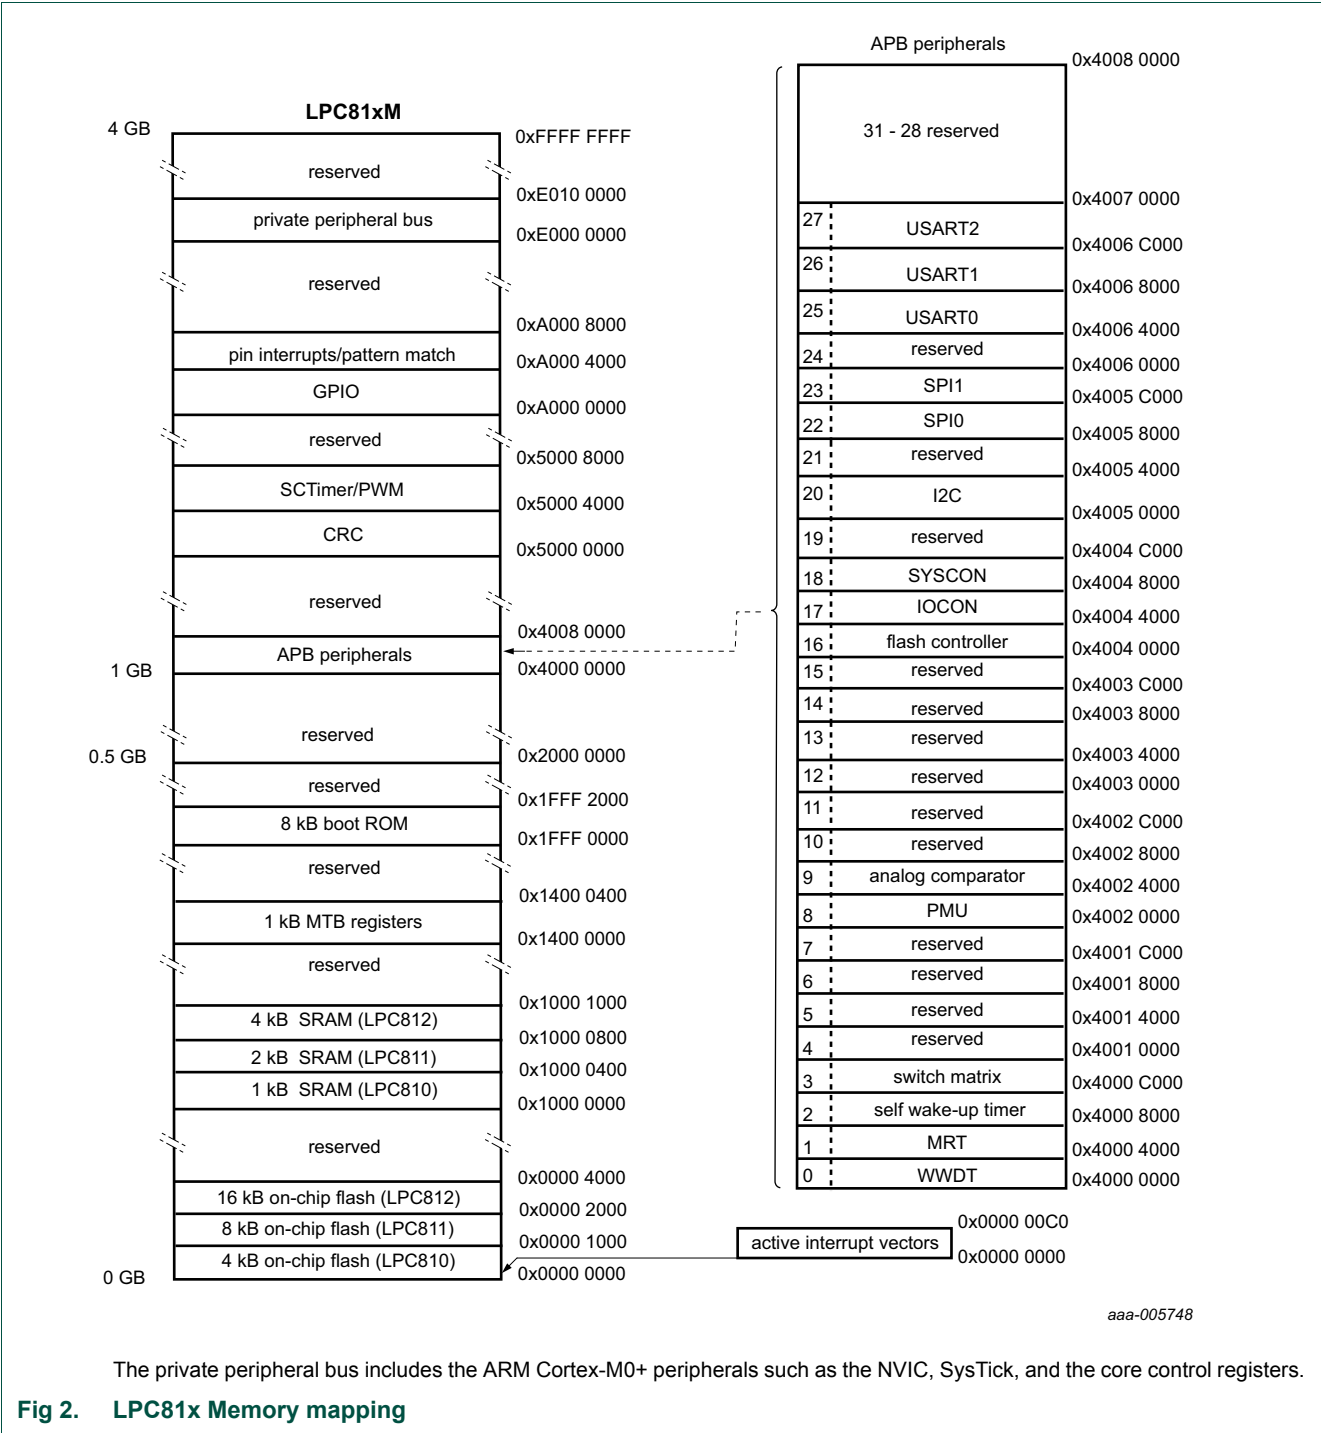 LPC81xM
4 GB
0xFFFF FFFF
reserved
0xE010 0000
private peripheral bus
0xE000 0000
reserved
0xA000 8000
pin interrupts/pattern match
0xA000 4000
GPIO
0xA000 0000
reserved
0x5000 8000
SCTimer/PWM
0x5000 4000
CRC
0x5000 0000
reserved
0x4008 0000
APB peripherals
1 GB
0x4000 0000
reserved
0.5 GB
0x2000 0000
reserved
0x1FFF 2000
8 kB boot ROM
0x1FFF 0000
reserved
0x1400 0400
1 kB MTB registers
0x1400 0000
reserved
0x1000 1000
4 kB SRAM (LPC812)
0x1000 0800
2 kB SRAM (LPC811)
0x1000 0400
1 kB SRAM (LPC810)
0x1000 0000
reserved
0x0000 4000
16 kB on-chip flash (LPC812)
0x0000 2000
8 kB on-chip flash (LPC811)
0x0000 1000
4 kB on-chip flash (LPC810)
0 GB
0x0000 0000
APB peripherals
0x4008 0000
31 - 28 reserved
0x4007 0000
27 USART2
0x4006 C000
26 USART1
0x4006 8000
25 USART0
0x4006 4000
24 reserved
0x4006 0000
23 SPI1
0x4005 C000
22 SPI0
0x4005 8000
21 reserved
0x4005 4000
20 I2C
0x4005 0000
19 reserved
0x4004 C000
18 SYSCON
0x4004 8000
17 IOCON
0x4004 4000
16 flash controller
0x4004 0000
15 reserved
0x4003 C000
14 reserved
0x4003 8000
13 reserved
0x4003 4000
12 reserved
0x4003 0000
11 reserved
0x4002 C000
10 reserved
0x4002 8000
9 analog comparator
0x4002 4000
8 PMU
0x4002 0000
7 reserved
0x4001 C000
6 reserved
0x4001 8000
5 reserved
0x4001 4000
4 reserved
0x4001 0000
3 switch matrix
0x4000 C000
2 self wake-up timer
0x4000 8000
1 MRT
0x4000 4000
0 WWDT
0x4000 0000
0x0000 00C0
active interrupt vectors
0x0000 0000
aaa-005748
The private peripheral bus includes the ARM Cortex-M0+ peripherals such as the NVIC, SysTick, and the core control registers.
Fig 2. LPC81x Memory mapping